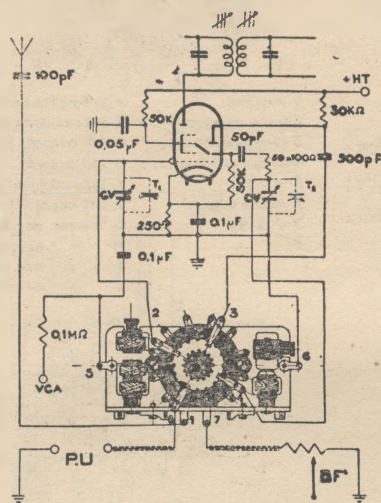 100pF
+HT
50K
30KΩ
0,05μF
50pF
500pF
50 à 100Ω
50K
CV
T₁
CV
T₂
250
0.1μF
0.1μF
2
3
0,1MΩ
5
6
VCA
1
7
P.U
BF